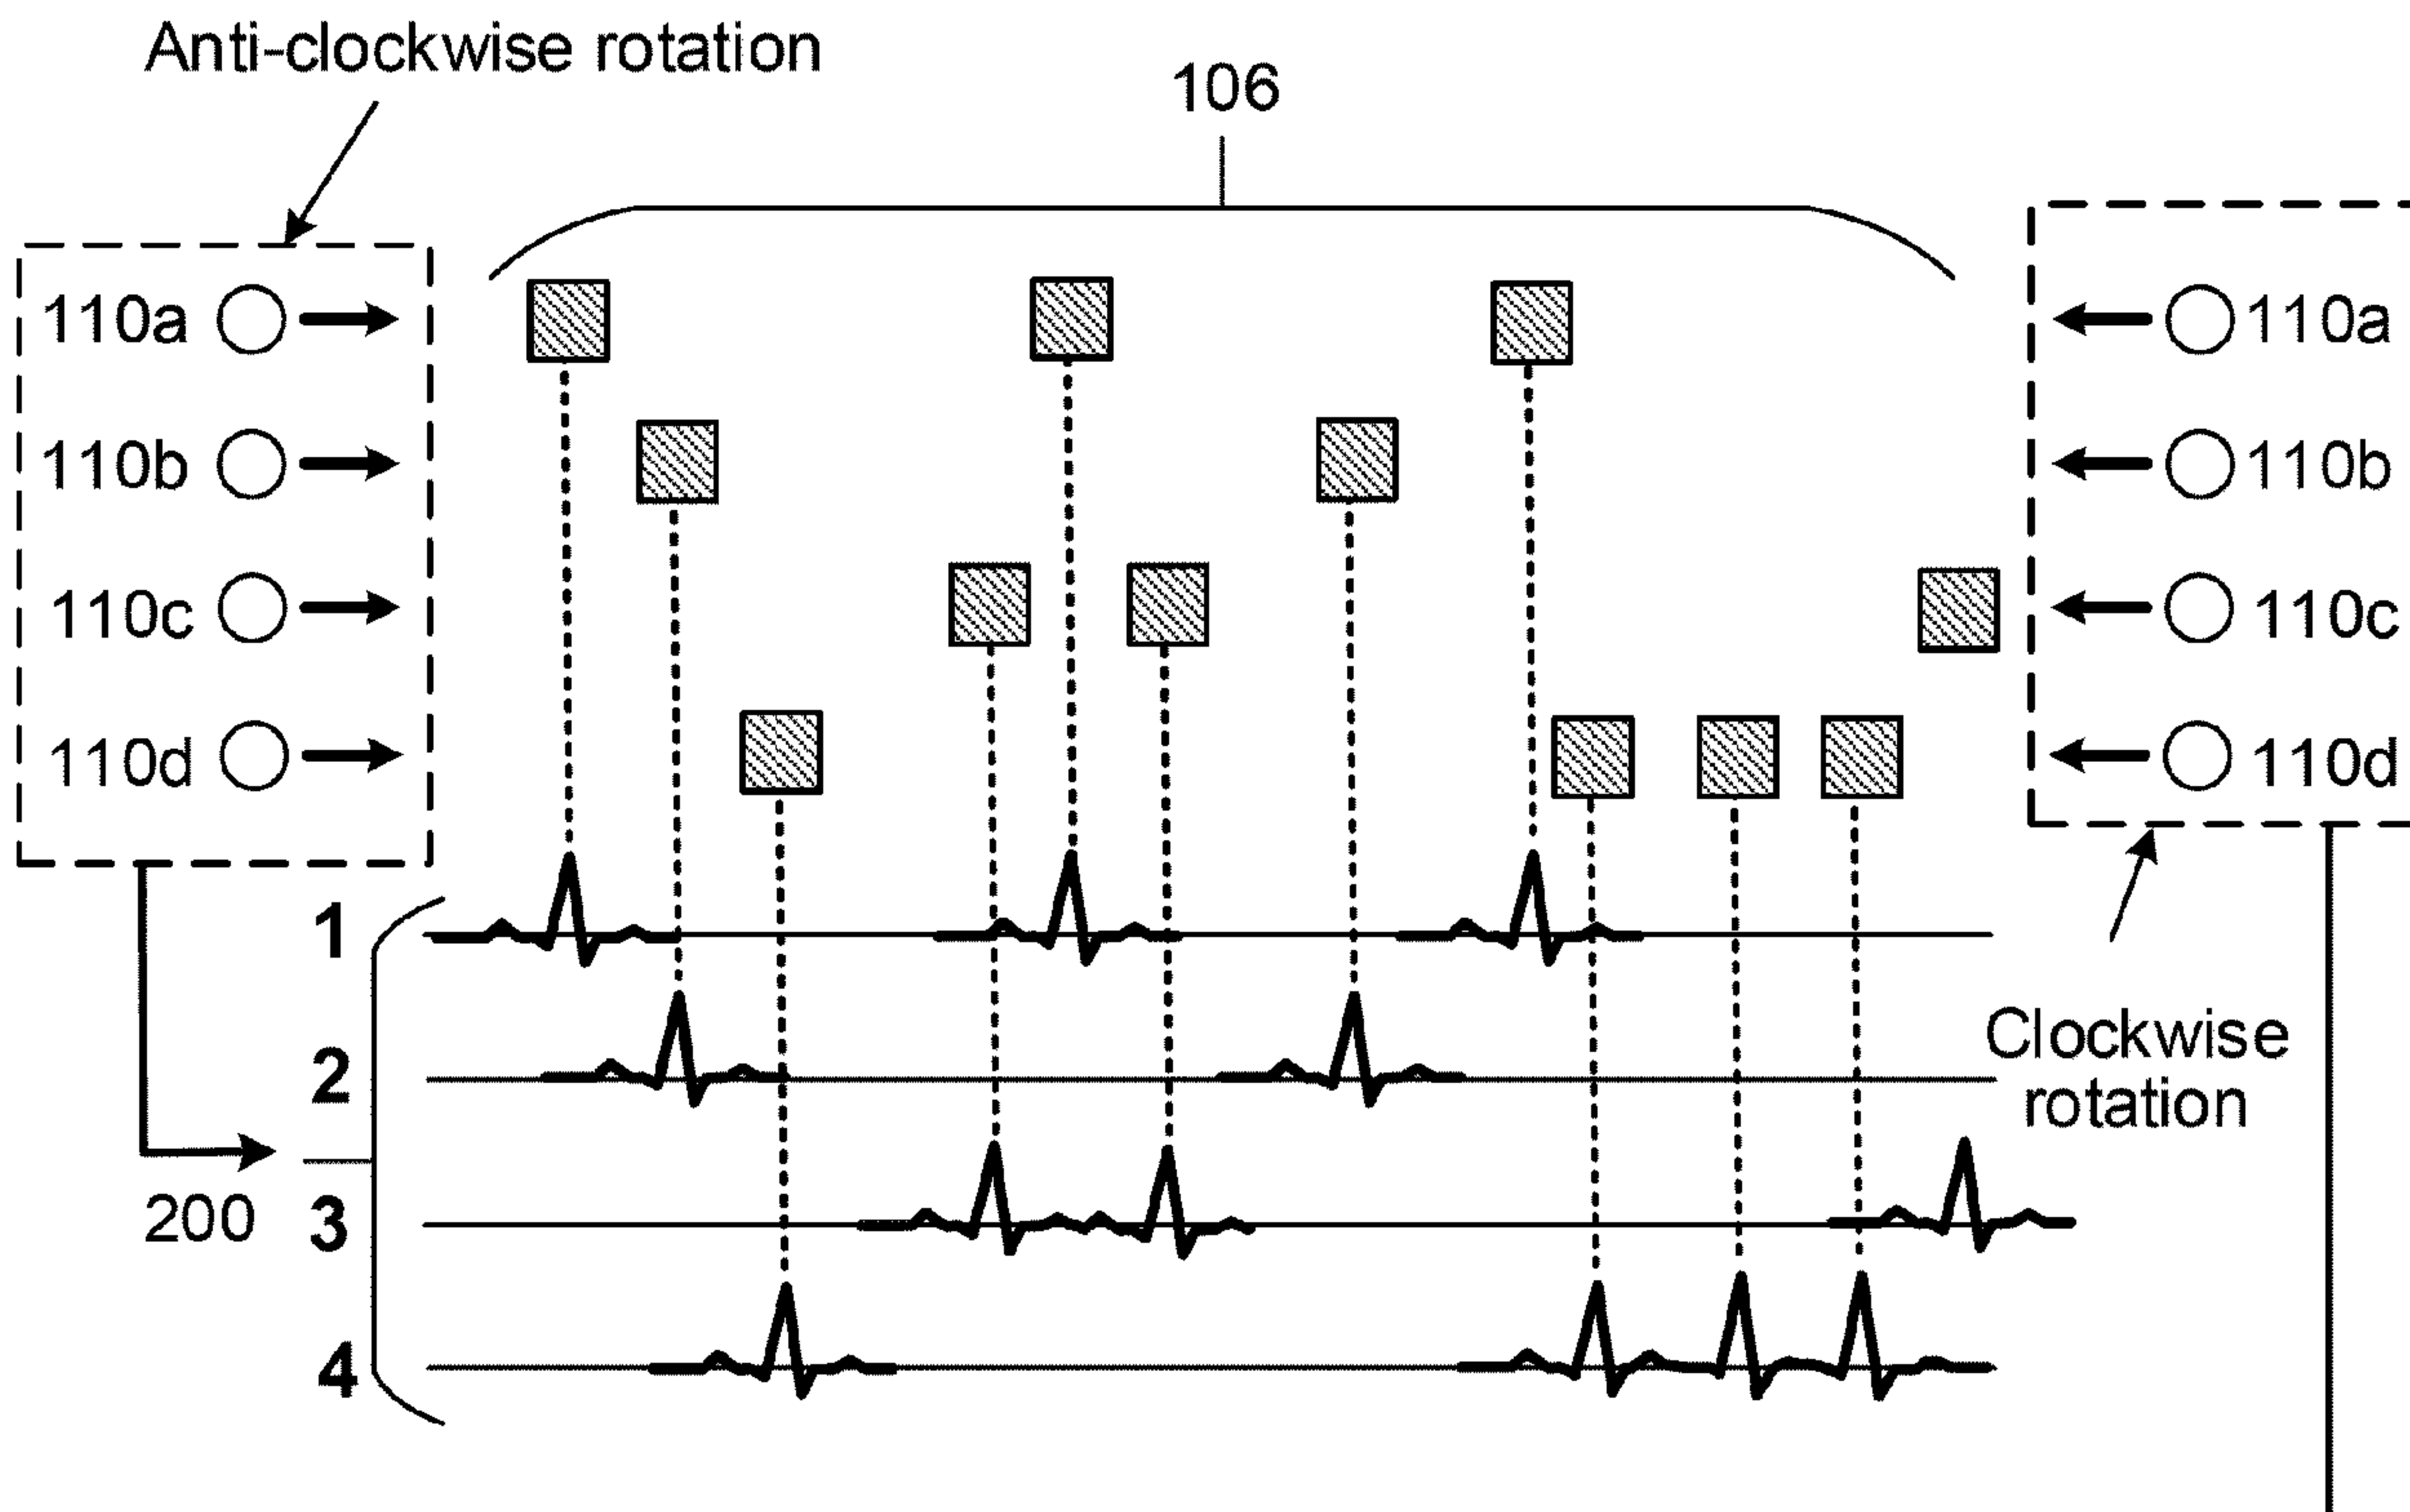 Anti-clockwise rotation
106
110a
110a
110b
110b
110c
110c
110d
110d
1
2
Clockwise
rotation
200
3
4